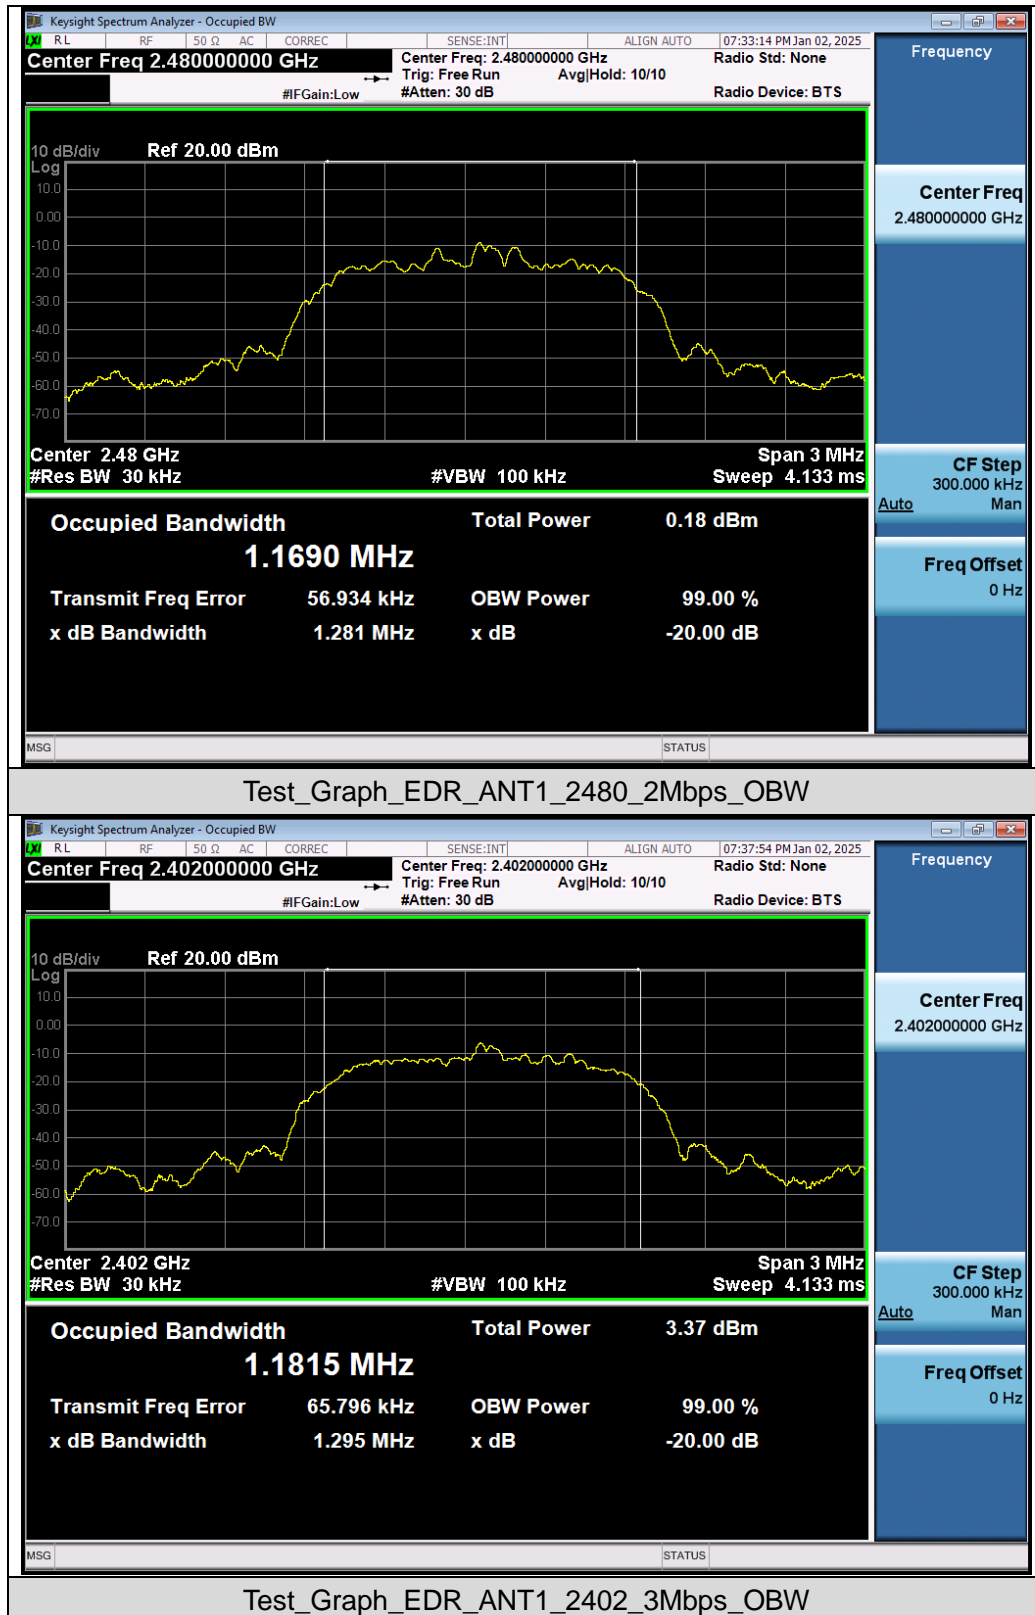 Keysight Spectrum Analyzer - Occupied BW
LXI RL RF 50 Ω AC CORREC SENSE:INT ALIGN AUTO 07:33:14 PM Jan 02, 2025
Center Freq 2.480000000 GHz
Center Freq: 2.480000000 GHz
Radio Std: None
Trig: Free Run Avg|Hold: 10/10
#IFGain:Low
#Atten: 30 dB
Radio Device: BTS
Frequency
10 dB/div Ref 20.00 dBm
Log
10.0
0.00
-10.0
-20.0
-30.0
-40.0
-50.0
-60.0
-70.0
Center 2.48 GHz Span 3 MHz
#Res BW 30 kHz #VBW 100 kHz Sweep 4.133 ms
Center Freq
2.480000000 GHz
CF Step
300.000 kHz
Auto Man
Freq Offset
0 Hz
Occupied Bandwidth Total Power 0.18 dBm
1.1690 MHz
Transmit Freq Error 56.934 kHz OBW Power 99.00 %
x dB Bandwidth 1.281 MHz x dB -20.00 dB
MSG STATUS
Test_Graph_EDR_ANT1_2480_2Mbps_OBW
Keysight Spectrum Analyzer - Occupied BW
LXI RL RF 50 Ω AC CORREC SENSE:INT ALIGN AUTO 07:37:54 PM Jan 02, 2025
Center Freq 2.402000000 GHz
Center Freq: 2.402000000 GHz
Radio Std: None
Trig: Free Run Avg|Hold: 10/10
#IFGain:Low
#Atten: 30 dB
Radio Device: BTS
Frequency
10 dB/div Ref 20.00 dBm
Log
10.0
0.00
-10.0
-20.0
-30.0
-40.0
-50.0
-60.0
-70.0
Center 2.402 GHz Span 3 MHz
#Res BW 30 kHz #VBW 100 kHz Sweep 4.133 ms
Center Freq
2.402000000 GHz
CF Step
300.000 kHz
Auto Man
Freq Offset
0 Hz
Occupied Bandwidth Total Power 3.37 dBm
1.1815 MHz
Transmit Freq Error 65.796 kHz OBW Power 99.00 %
x dB Bandwidth 1.295 MHz x dB -20.00 dB
MSG STATUS
Test_Graph_EDR_ANT1_2402_3Mbps_OBW